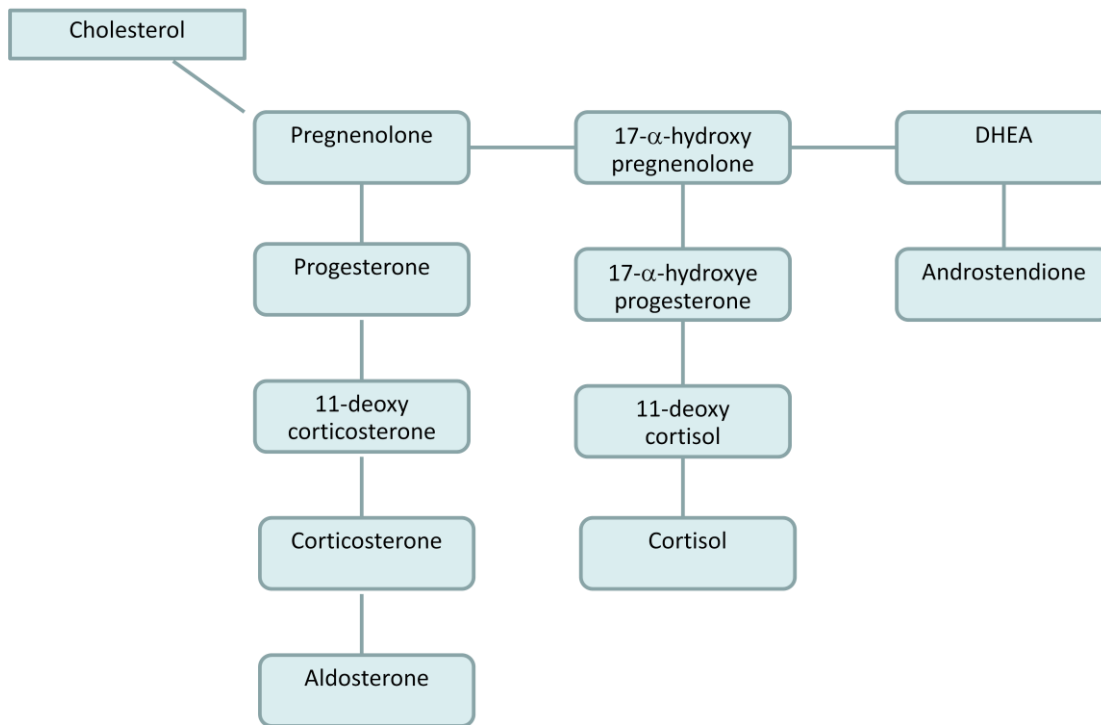 Cholesterol
Pregnenolone
17-α-hydroxy
pregnenolone
DHEA
Progesterone
17-α-hydroxye
progesterone
Androstendione
11-deoxy
corticosterone
11-deoxy
cortisol
Corticosterone
Cortisol
Aldosterone